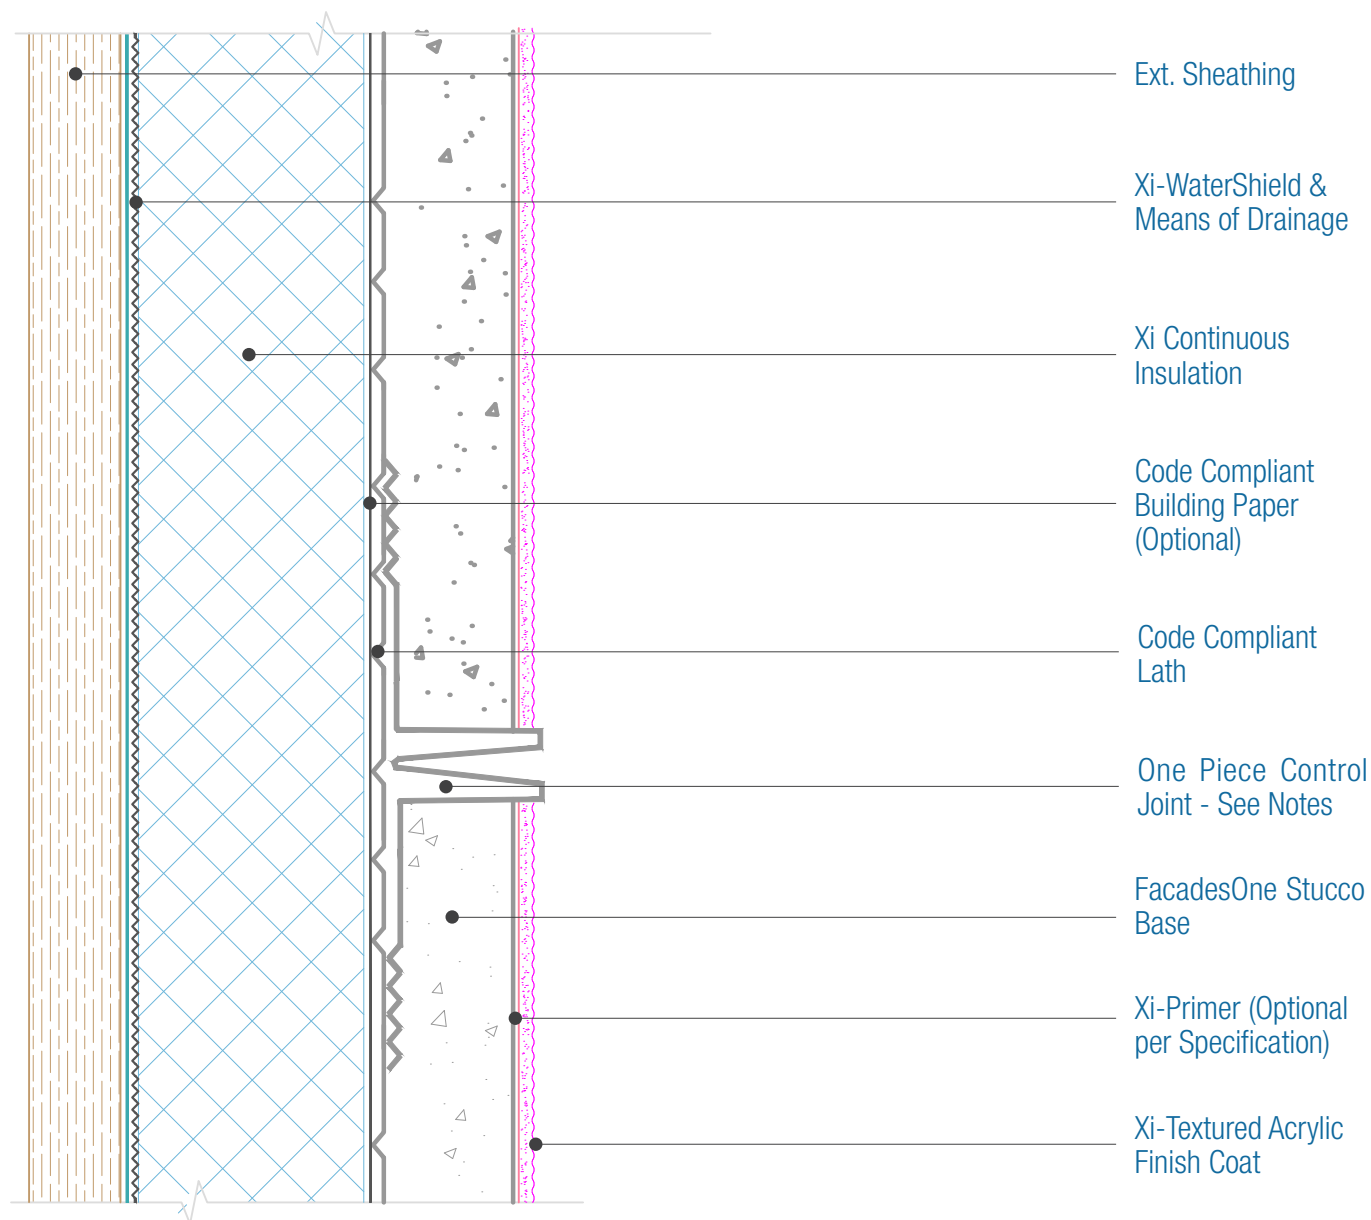 Ext. Sheathing
Xi-WaterShield &
Means of Drainage
Xi Continuous
Insulation
Code Compliant
Building Paper
(Optional)
Code Compliant
Lath
One Piece Control
Joint - See Notes
FacadesOne Stucco
Base
Xi-Primer (Optional
per Specification)
Xi-Textured Acrylic
Finish Coat